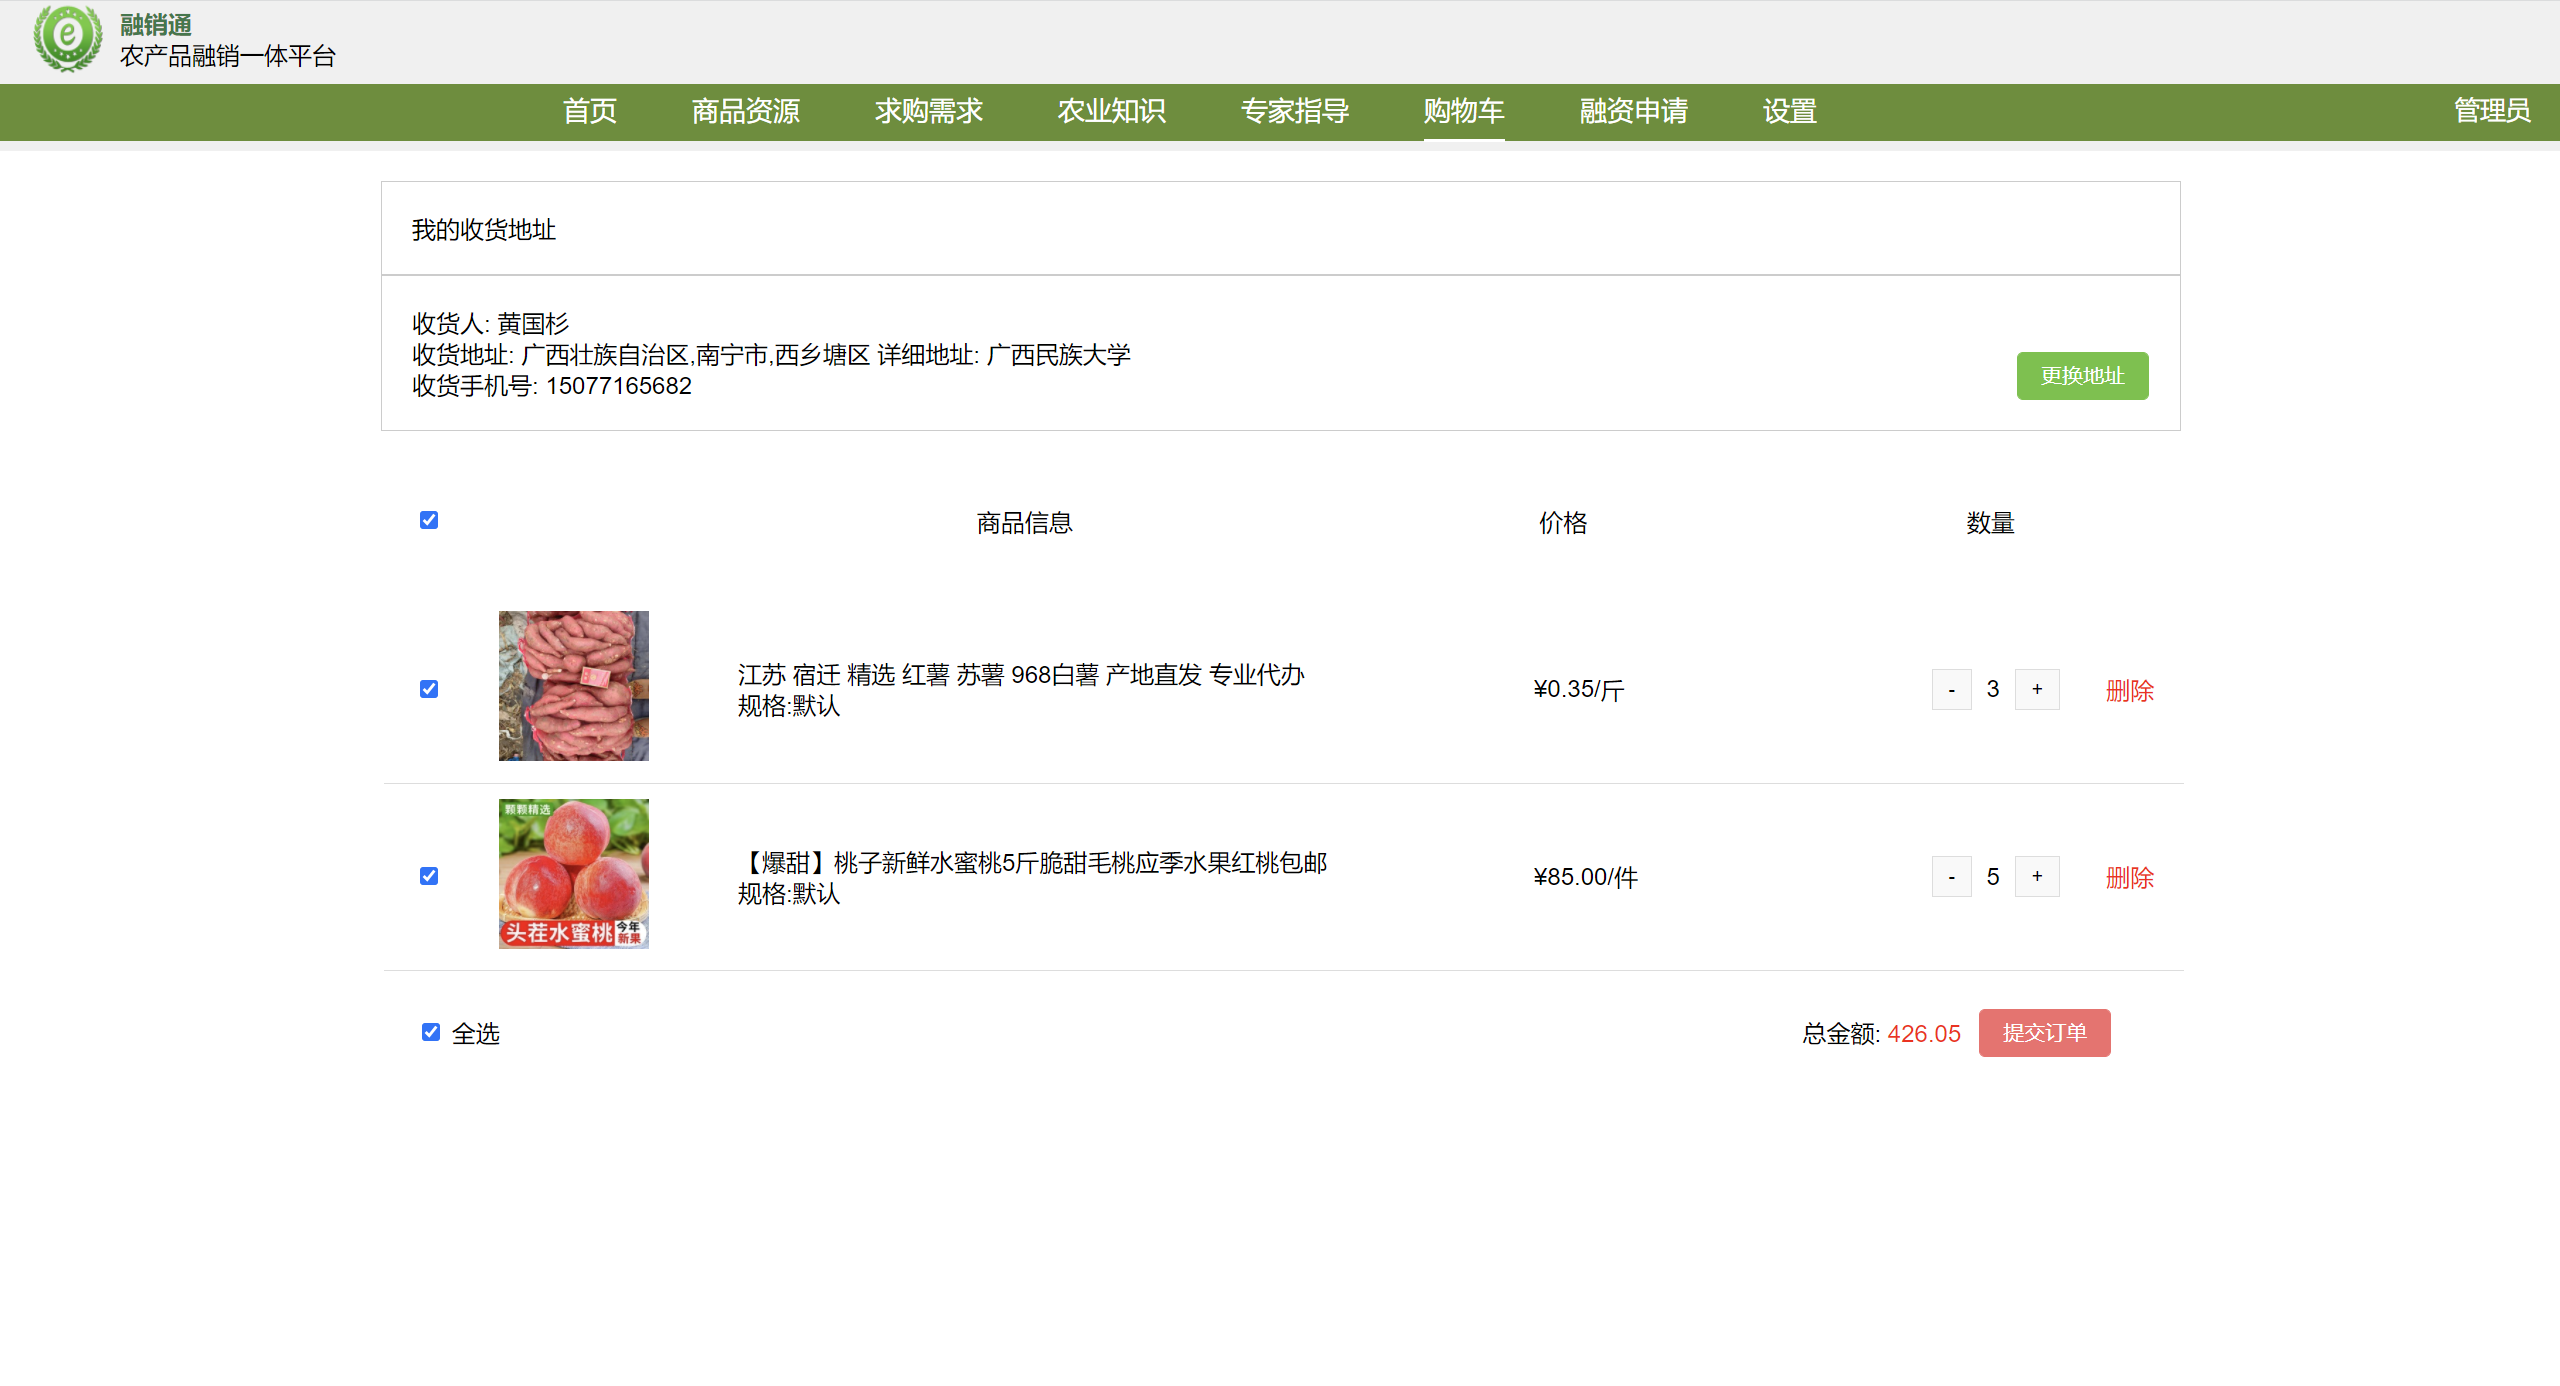 融销通
农产品融销一体平台
首页 商品资源 求购需求 农业知识 专家指导 购物车 融资申请 设置 管理员
我的收货地址
收货人: 黄国杉
收货地址: 广西壮族自治区,南宁市,西乡塘区 详细地址: 广西民族大学
收货手机号: 15077165682
更换地址
商品信息 价格 数量
江苏 宿迁 精选 红薯 苏薯 968白薯 产地直发 专业代办
规格:默认
¥0.35/斤
- 3 + 删除
颗颗精选
头茬水蜜桃
今年
新果
【爆甜】桃子新鲜水蜜桃5斤脆甜毛桃应季水果红桃包邮
规格:默认
¥85.00/件
- 5 + 删除
全选
总金额: 426.05 提交订单